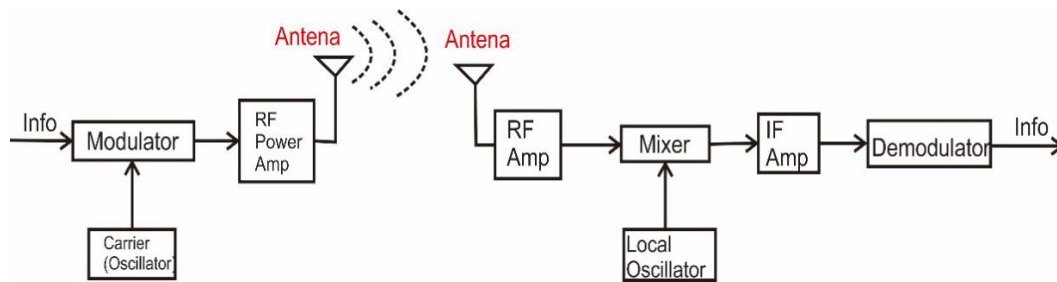 Antena
Antena
Info
Modulator
RF
Power
Amp
Carrier
(Oscillator)
RF
Amp
Mixer
Local
Oscillator
IF
Amp
Demodulator
Info